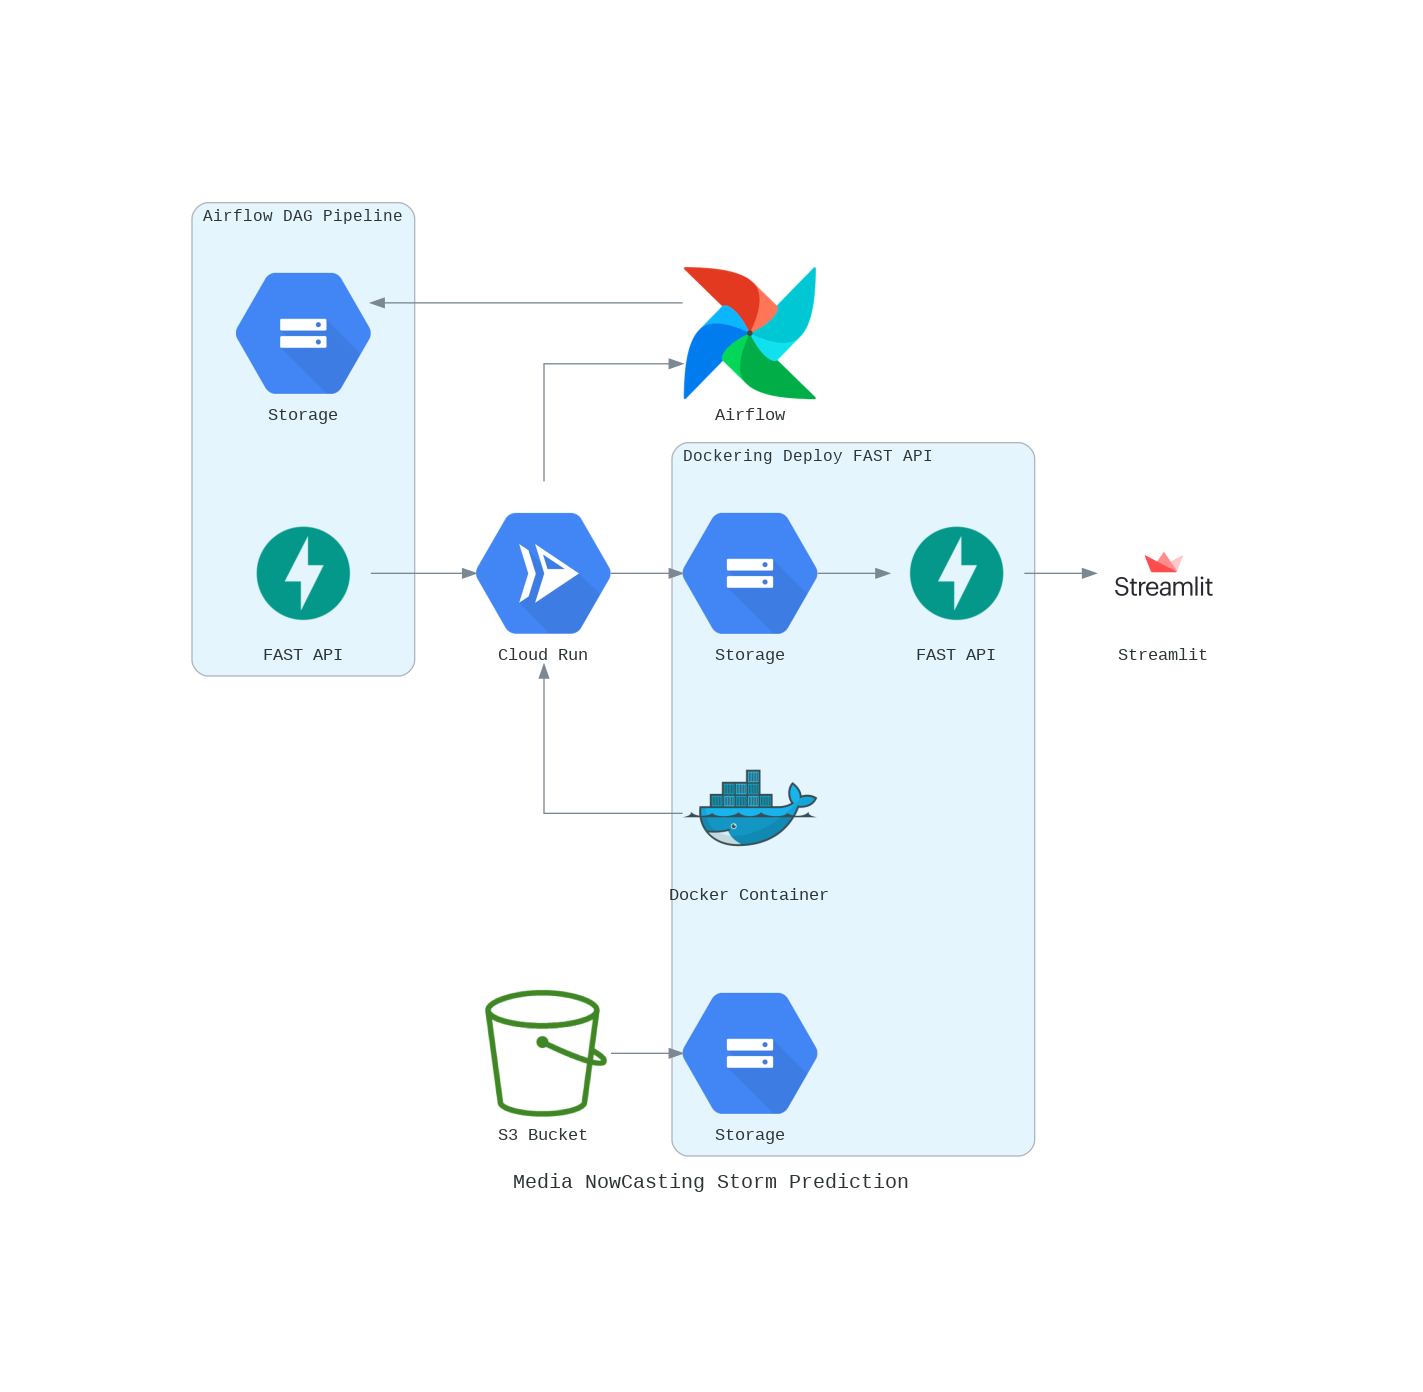 Airflow DAG Pipeline
Storage
Airflow
Dockering Deploy FAST API
FAST API
Cloud Run
Storage
FAST API
Streamlit
Streamlit
Docker Container
S3 Bucket
Storage
Media NowCasting Storm Prediction